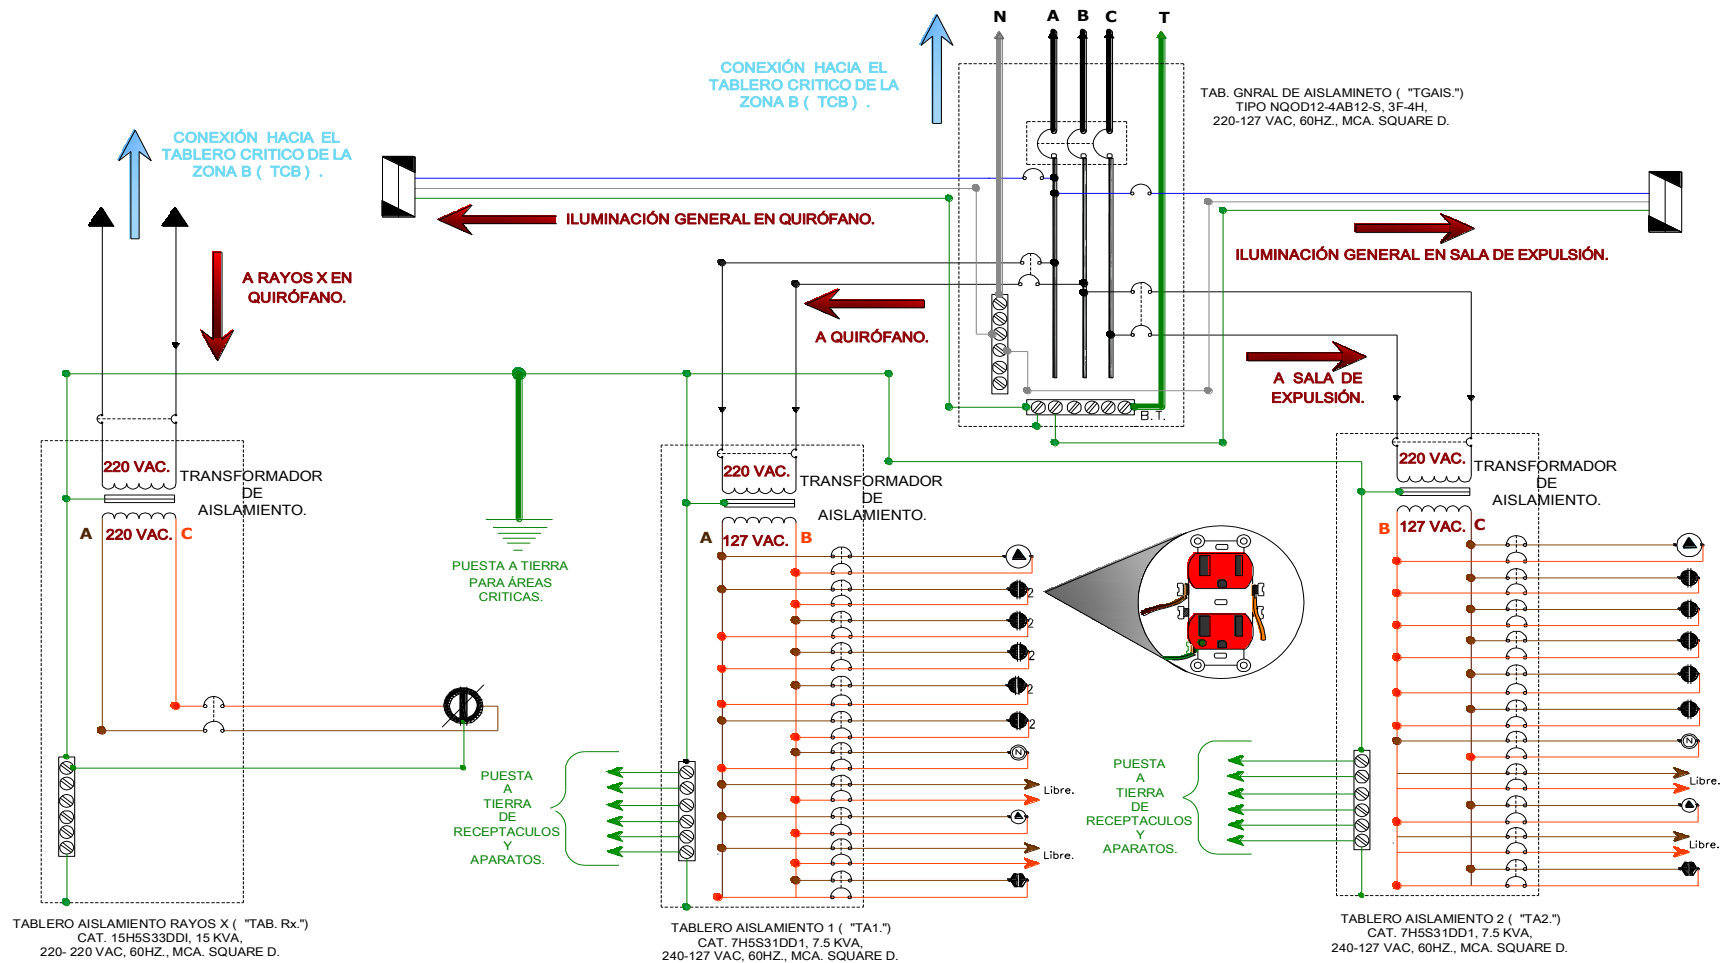 N A B C T
CONEXIÓN HACIA EL
TABLERO CRITICO DE LA
ZONA B ( TCB ) .
TAB. GNRAL DE AISLAMINETO ( "TGAIS.")
TIPO NQOD12-4AB12-S, 3F-4H,
220-127 VAC, 60HZ., MCA. SQUARE D.
CONEXIÓN HACIA EL
TABLERO CRITICO DE LA
ZONA B ( TCB ) .
ILUMINACIÓN GENERAL EN QUIRÓFANO.
ILUMINACIÓN GENERAL EN SALA DE EXPULSIÓN.
A RAYOS X EN
QUIRÓFANO.
A QUIRÓFANO.
A SALA DE
EXPULSIÓN.
B.T.
220 VAC.
TRANSFORMADOR
DE
AISLAMIENTO.
A 220 VAC. C
220 VAC.
TRANSFORMADOR
DE
AISLAMIENTO.
A 127 VAC. B
220 VAC.
TRANSFORMADOR
DE
AISLAMIENTO.
B 127 VAC. C
PUESTA A TIERRA
PARA ÁREAS
CRITICAS.
2
2
2
2
2
N
Libre.
Libre.
N
Libre.
Libre.
PUESTA
A
TIERRA
DE
RECEPTACULOS
Y
APARATOS.
PUESTA
A
TIERRA
DE
RECEPTACULOS
Y
APARATOS.
TABLERO AISLAMIENTO RAYOS X ( "TAB. Rx.")
CAT. 15H5S33DDI, 15 KVA,
220- 220 VAC, 60HZ., MCA. SQUARE D.
TABLERO AISLAMIENTO 1 ( "TA1.")
CAT. 7H5S31DD1, 7.5 KVA,
240-127 VAC, 60HZ., MCA. SQUARE D.
TABLERO AISLAMIENTO 2 ( "TA2.")
CAT. 7H5S31DD1, 7.5 KVA,
240-127 VAC, 60HZ., MCA. SQUARE D.